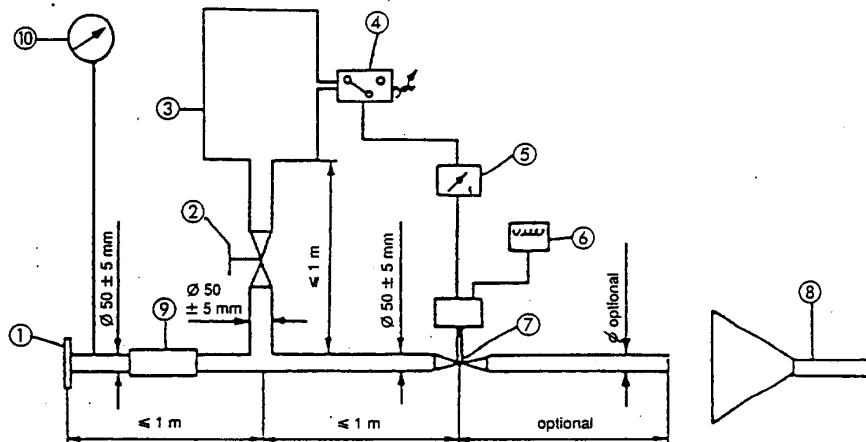 ⑩
④
③
⑤
②
⑥
Ø 50 ± 5 mm
⩽ 1 m
Ø 50
± 5 mm
Ø 50 ± 5 mm
Ø optional
⑨
①
⑦
⑧
⩽ 1 m
⩽ 1 m
optional